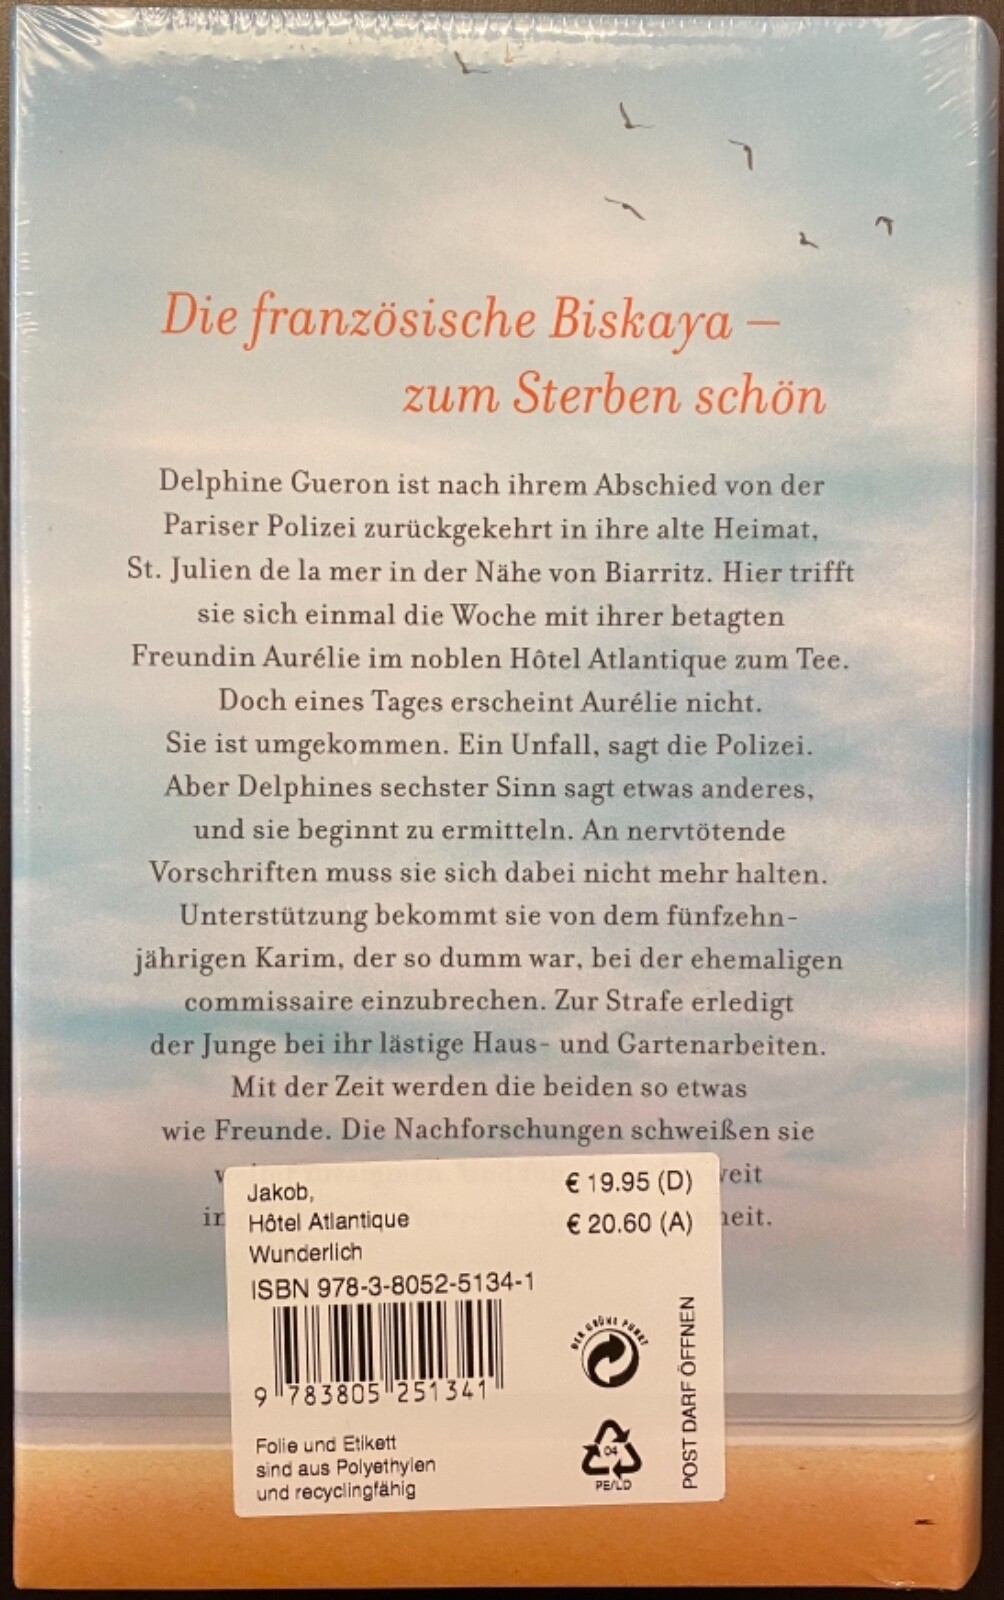 Die französische Biskaya –
zum Sterben schön
Delphine Gueron ist nach ihrem Abschied von der
Pariser Polizei zurückgekehrt in ihre alte Heimat,
St. Julien de la mer in der Nähe von Biarritz. Hier trifft
sie sich einmal die Woche mit ihrer betagten
Freundin Aurélie im noblen Hôtel Atlantique zum Tee.
Doch eines Tages erscheint Aurélie nicht.
Sie ist umgekommen. Ein Unfall, sagt die Polizei.
Aber Delphines sechster Sinn sagt etwas anderes,
und sie beginnt zu ermitteln. An nervtötende
Vorschriften muss sie sich dabei nicht mehr halten.
Unterstützung bekommt sie von dem fünfzehn-
jährigen Karim, der so dumm war, bei der ehemaligen
commissaire einzubrechen. Zur Strafe erledigt
der Junge bei ihr lästige Haus- und Gartenarbeiten.
Mit der Zeit werden die beiden so etwas
wie Freunde. Die Nachforschungen schweißen sie
Jakob,
Hôtel Atlantique
Wunderlich
€ 19.95 (D)
€ 20.60 (A)
ISBN 978-3-8052-5134-1
9 783805 251341
DER GRÜNE PUNKT
04
PE/LD
Folie und Etikett
sind aus Polyethylen
und recyclingfähig
POST DARF ÖFFNEN